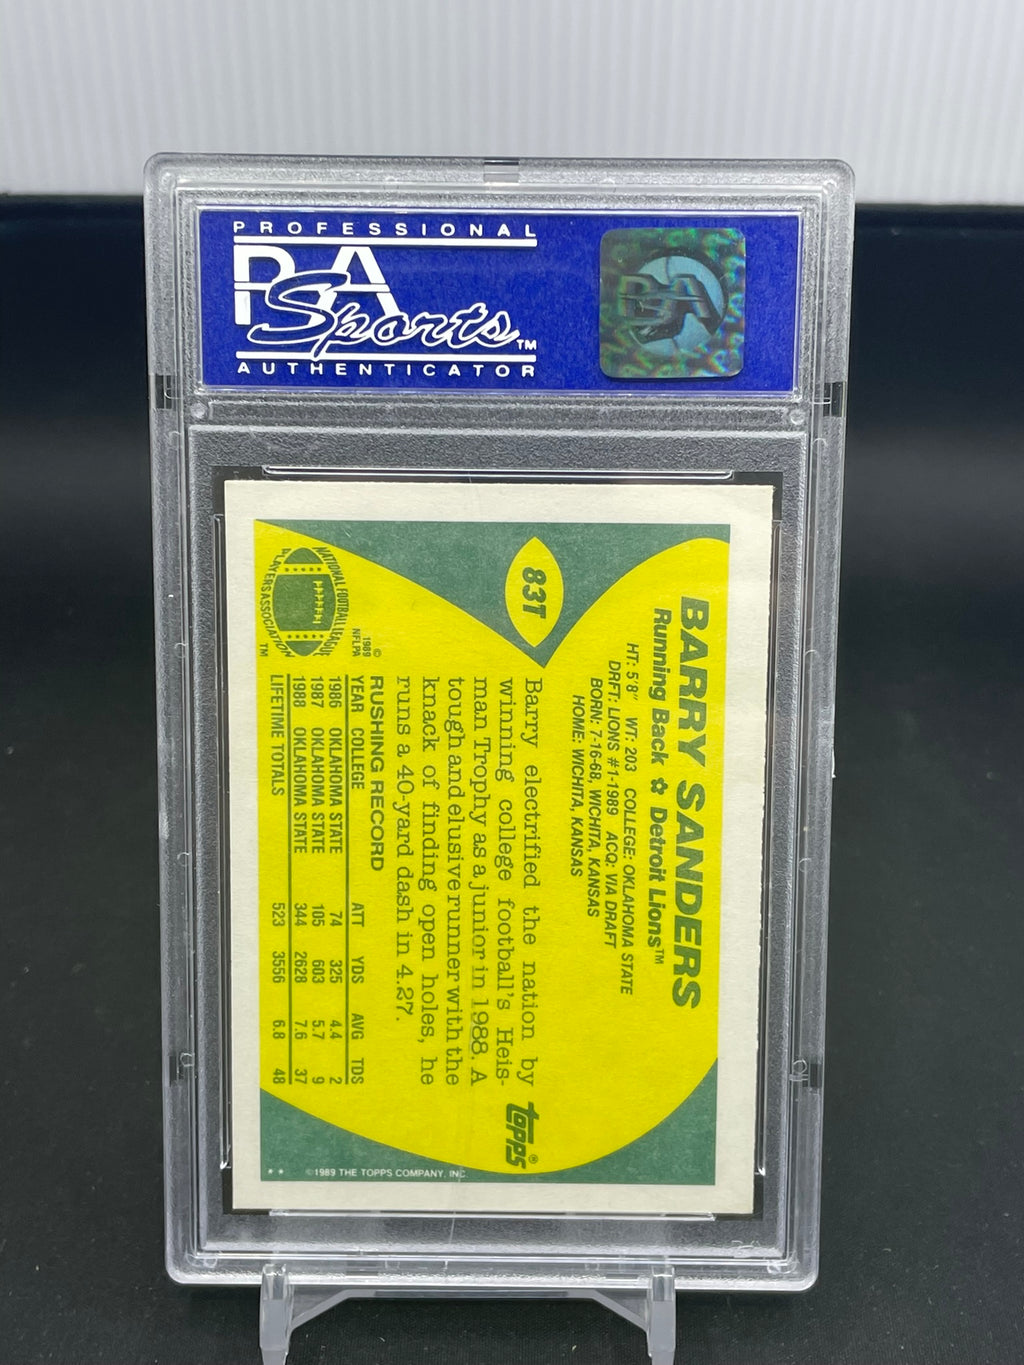 PROFESSIONAL
PSA
Sports™
AUTHENTICATOR
83T
BARRY SANDERS
Running Back ✿ Detroit Lions™
HT: 5'8" WT: 203 COLLEGE: OKLAHOMA STATE
DRFT: LIONS #1-1989 ACQ: VIA DRAFT
BORN: 7-16-68, WICHITA, KANSAS
HOME: WICHITA, KANSAS
Barry electrified the nation by
winning college football's Heis-
man Trophy as a junior in 1988. A
tough and elusive runner with the
knack of finding open holes, he
runs a 40-yard dash in 4.27.
topps®
NATIONAL FOOTBALL LEAGUE
PLAYERS ASSOCIATION™
©
1989
NFLPA
RUSHING RECORD
YEAR COLLEGE ATT YDS AVG TDS
1986 OKLAHOMA STATE 74 325 4.4 2
1987 OKLAHOMA STATE 105 603 5.7 9
1988 OKLAHOMA STATE 344 2628 7.6 37
LIFETIME TOTALS 523 3556 6.8 48
** ©1989 THE TOPPS COMPANY, INC.